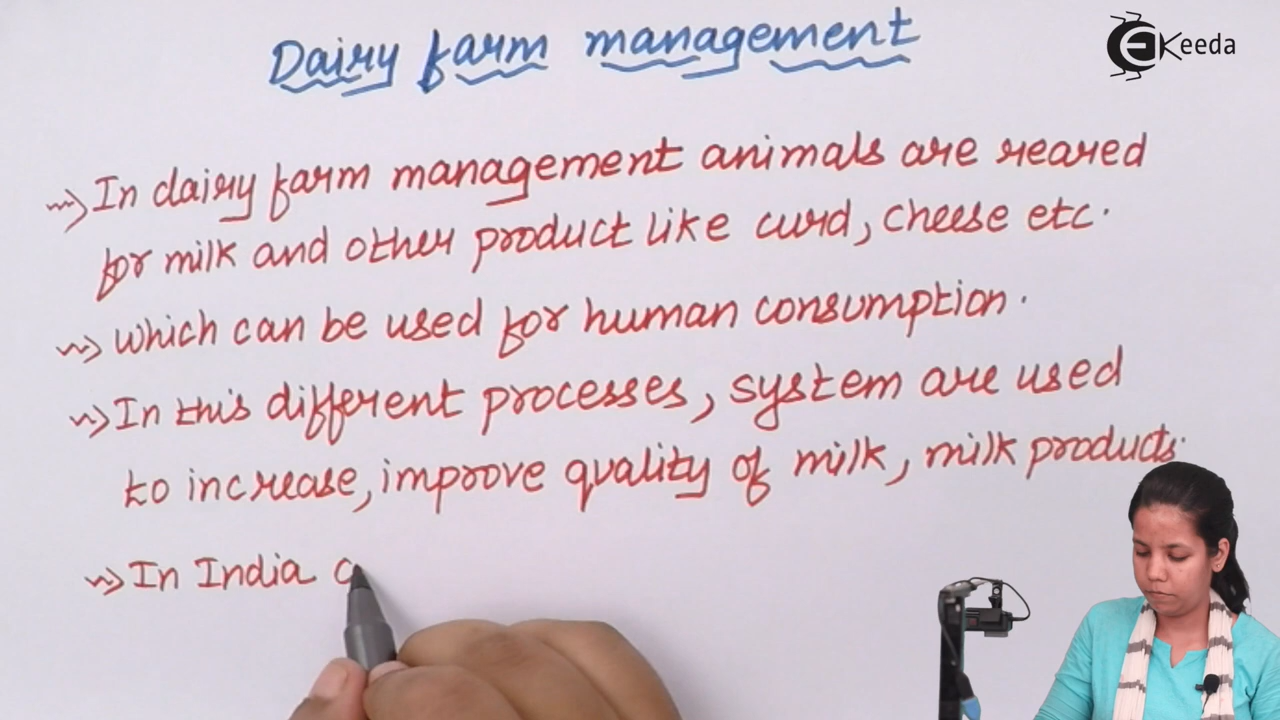 Dairy farm management
EKeeda
⇝ In dairy farm management animals are reared
for milk and other product like curd, cheese etc.
⇝ which can be used for human consumption.
⇝ In this different processes, system are used
to increase, improve quality of milk, milk products.
⇝ In India